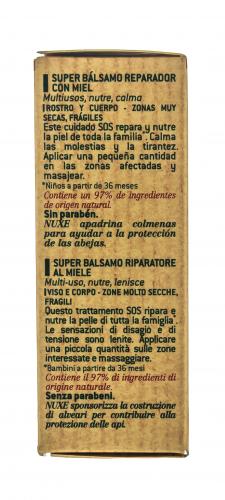 SUPER BÁLSAMO REPARADOR
CON MIEL
Multiusos, nutre, calma
ROSTRO Y CUERPO - ZONAS MUY
SECAS, FRÁGILES
Este cuidado SOS repara y nutre
la piel de toda la familia*. Calma
las molestias y la tirantez.
Aplicar una pequeña cantidad
en las zonas afectadas y
masajear.
*Niños a partir de 36 meses
Contiene un 97% de ingredientes
de origen natural.
Sin parabén.
NUXE apadrina colmenas
para ayudar a la protección
de las abejas.
SUPER BALSAMO RIPARATORE
AL MIELE
Multi-uso, nutre, lenisce
VISO E CORPO - ZONE MOLTO SECCHE,
FRAGILI
Questo trattamento SOS ripara e
nutre la pelle di tutta la famiglia*.
Le sensazioni di disagio e di
tensione sono lenite. Applicare
una piccola quantità sulle zone
interessate e massaggiare.
*Bambini a partire da 36 mesi
Contiene il 97% di ingredienti di
origine naturale.
Senza parabeni.
NUXE sponsorizza la costruzione
di alveari per contribuire alla
protezione delle api.